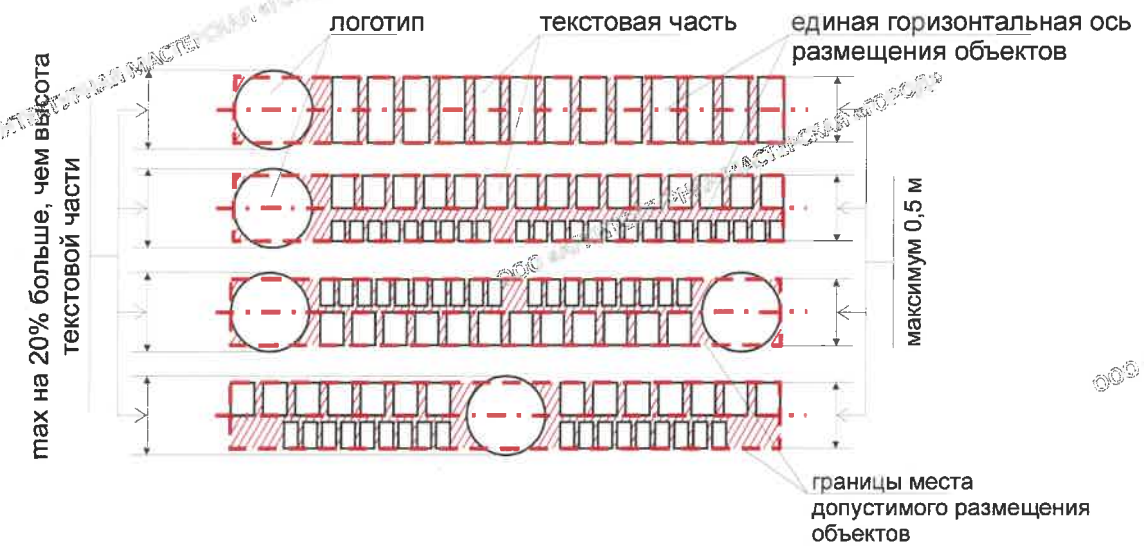 логотип
текстовая часть
единая горизонтальная ось
размещения объектов
max на 20% больше, чем высота
текстовой части
максимум 0,5 м
границы места
допустимого размещения
объектов
ООО